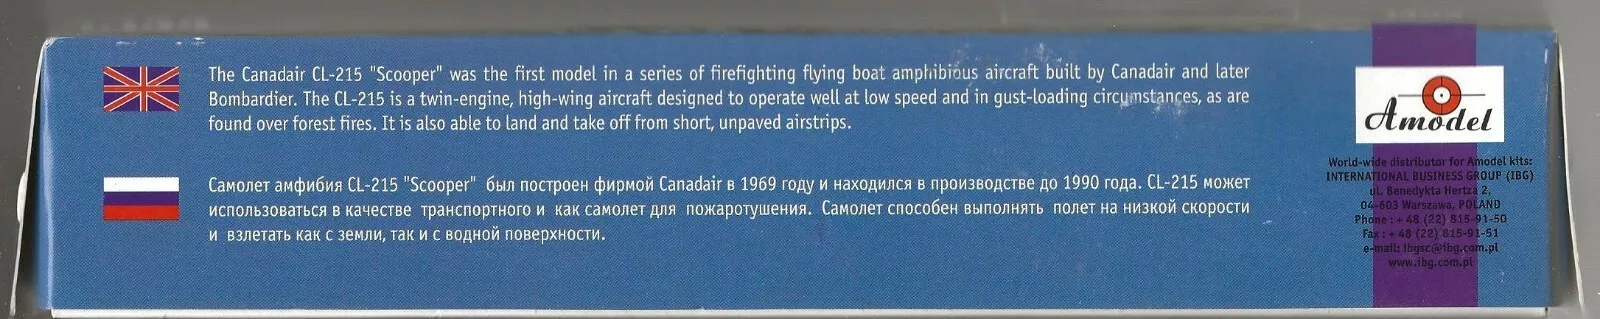 The Canadair CL-215 "Scooper" was the first model in a series of firefighting flying boat amphibious aircraft built by Canadair and later
Bombardier. The CL-215 is a twin-engine, high-wing aircraft designed to operate well at low speed and in gust-loading circumstances, as are
found over forest fires. It is also able to land and take off from short, unpaved airstrips.
Самолет амфибия CL-215 "Scooper" был построен фирмой Canadair в 1969 году и находился в производстве до 1990 года. CL-215 может
использоваться в качестве транспортного и как самолет для пожаротушения. Самолет способен выполнять полет на низкой скорости
и взлетать как с земли, так и с водной поверхности.
Amodel
World-wide distributor for Amodel kits:
INTERNATIONAL BUSINESS GROUP (IBG)
ul. Benedykta Hertza 2,
04-603 Warszawa, POLAND
Phone : + 48 (22) 815-91-50
Fax : + 48 (22) 815-91-51
e-mail: ibgsc@ibg.com.pl
www.ibg.com.pl